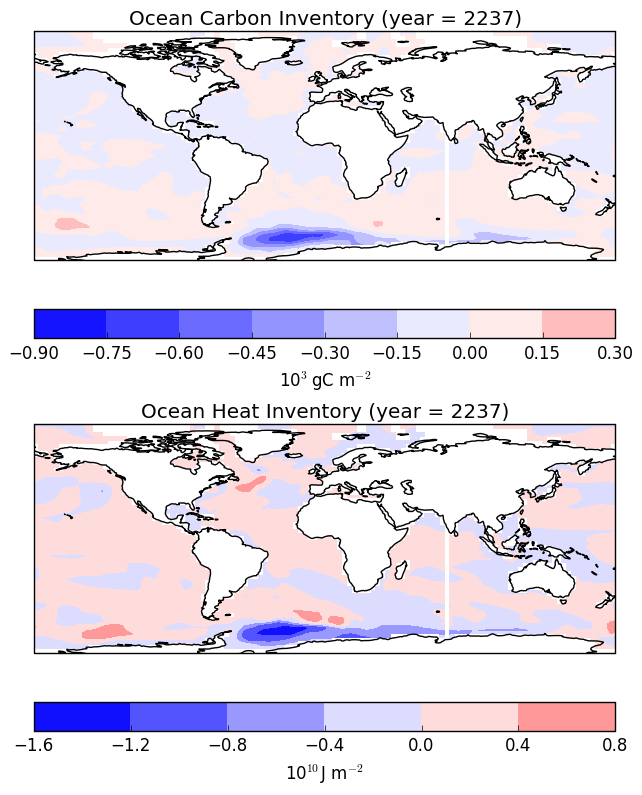 Ocean Carbon Inventory (year = 2237)
−0.90 −0.75 −0.60 −0.45 −0.30 −0.15 0.00 0.15 0.30
10³ gC m⁻²
Ocean Heat Inventory (year = 2237)
−1.6 −1.2 −0.8 −0.4 0.0 0.4 0.8
10¹⁰ J m⁻²